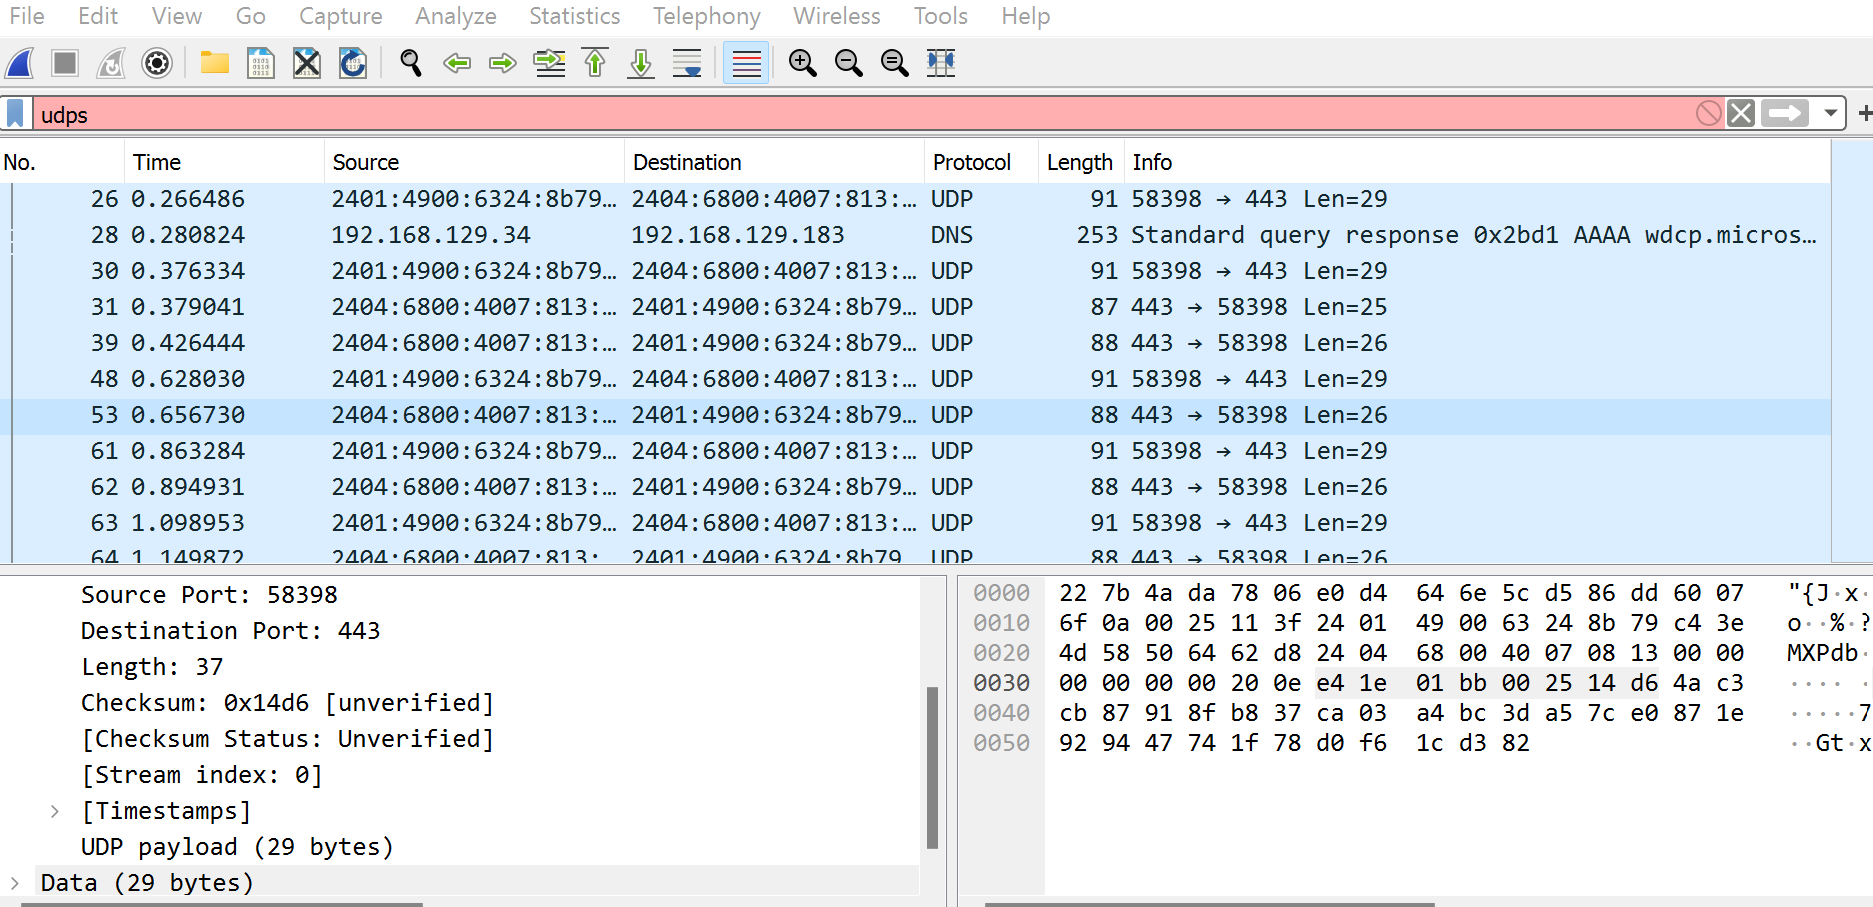 File Edit View Go Capture Analyze Statistics Telephony Wireless Tools Help
udps
No. Time Source Destination Protocol Length Info
26 0.266486 2401:4900:6324:8b79… 2404:6800:4007:813:… UDP 91 58398 → 443 Len=29
28 0.280824 192.168.129.34 192.168.129.183 DNS 253 Standard query response 0x2bd1 AAAA wdcp.micros…
30 0.376334 2401:4900:6324:8b79… 2404:6800:4007:813:… UDP 91 58398 → 443 Len=29
31 0.379041 2404:6800:4007:813:… 2401:4900:6324:8b79… UDP 87 443 → 58398 Len=25
39 0.426444 2404:6800:4007:813:… 2401:4900:6324:8b79… UDP 88 443 → 58398 Len=26
48 0.628030 2401:4900:6324:8b79… 2404:6800:4007:813:… UDP 91 58398 → 443 Len=29
53 0.656730 2404:6800:4007:813:… 2401:4900:6324:8b79… UDP 88 443 → 58398 Len=26
61 0.863284 2401:4900:6324:8b79… 2404:6800:4007:813:… UDP 91 58398 → 443 Len=29
62 0.894931 2404:6800:4007:813:… 2401:4900:6324:8b79… UDP 88 443 → 58398 Len=26
63 1.098953 2401:4900:6324:8b79… 2404:6800:4007:813:… UDP 91 58398 → 443 Len=29
64 1.149872 2404:6800:4007:813: 2401:4900:6324:8b79 UDP 88 443 → 58398 Len=26
Source Port: 58398
Destination Port: 443
Length: 37
Checksum: 0x14d6 [unverified]
[Checksum Status: Unverified]
[Stream index: 0]
[Timestamps]
UDP payload (29 bytes)
Data (29 bytes)
0000 22 7b 4a da 78 06 e0 d4 64 6e 5c d5 86 dd 60 07 "{J·x·
0010 6f 0a 00 25 11 3f 24 01 49 00 63 24 8b 79 c4 3e o··%·?
0020 4d 58 50 64 62 d8 24 04 68 00 40 07 08 13 00 00 MXPdb·
0030 00 00 00 00 20 0e e4 1e 01 bb 00 25 14 d6 4a c3 ···· ·
0040 cb 87 91 8f b8 37 ca 03 a4 bc 3d a5 7c e0 87 1e ·····7
0050 92 94 47 74 1f 78 d0 f6 1c d3 82 ··Gt·x